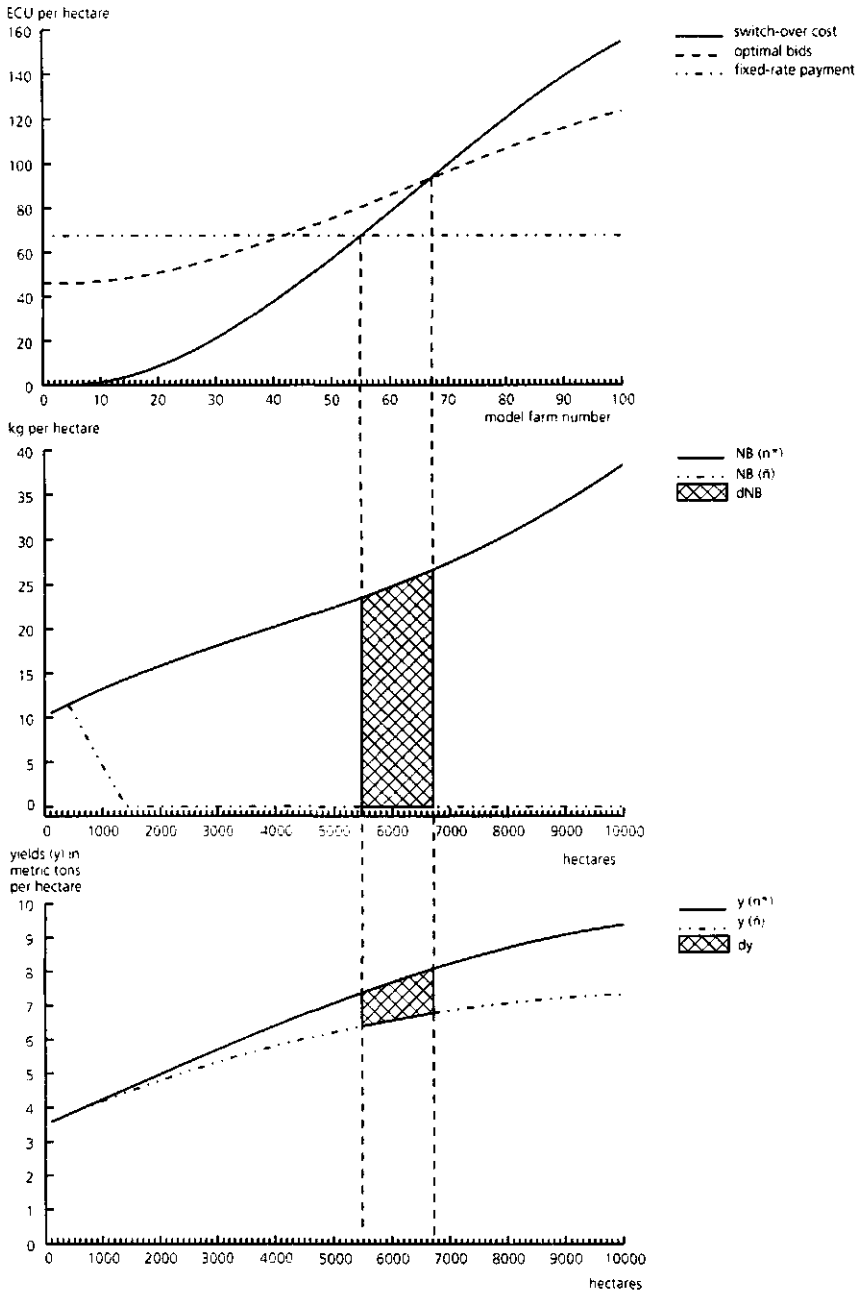 ECU per hectare
160
140
120
100
80
60
40
20
0
0 10 20 30 40 50 60 70 80 90 100
model farm number
switch-over cost
optimal bids
fixed-rate payment
kg per hectare
40
35
30
25
20
15
10
5
0
0 1000 2000 3000 4000 5000 6000 7000 8000 9000 10000
hectares
NB (n*)
NB (ñ)
dNB
yields (y) in
metric tons
per hectare
10
9
8
7
6
5
4
3
2
1
0
0 1000 2000 3000 4000 5000 6000 7000 8000 9000 10000
hectares
y (n*)
y (ñ)
dy